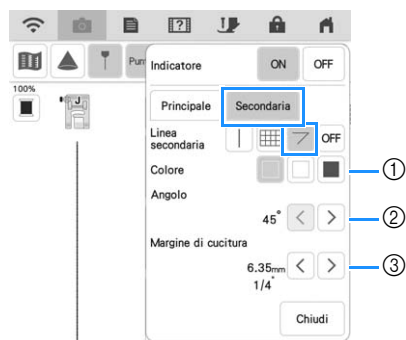 Indicatore ON OFF
100%
J
Principale Secondaria
Linea secondaria OFF
Colore ①
Angolo
45° ②
Margine di cucitura
6.35mm ③
1/4"
Chiudi